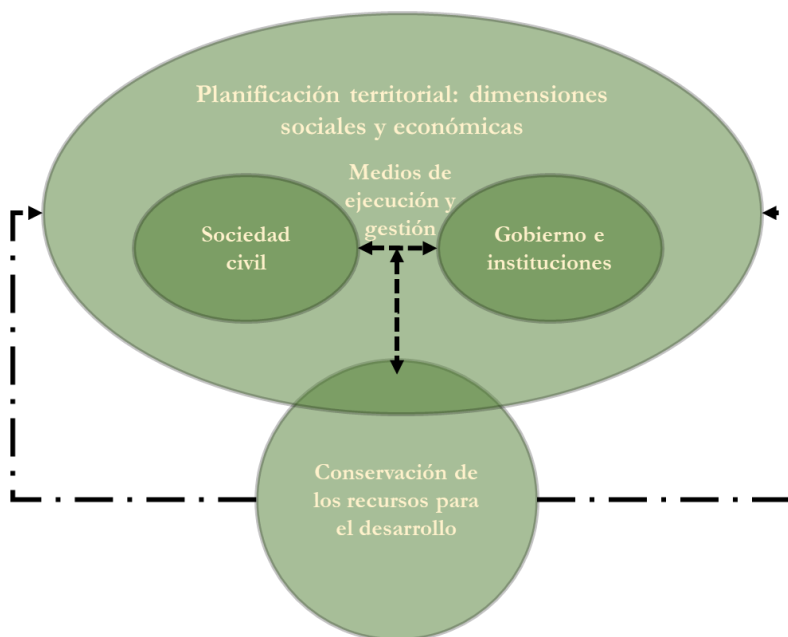 Planificación territorial: dimensiones
sociales y económicas
Medios de
ejecución y
gestión
Sociedad
civil
Gobierno e
instituciones
Conservación de
los recursos para
el desarrollo